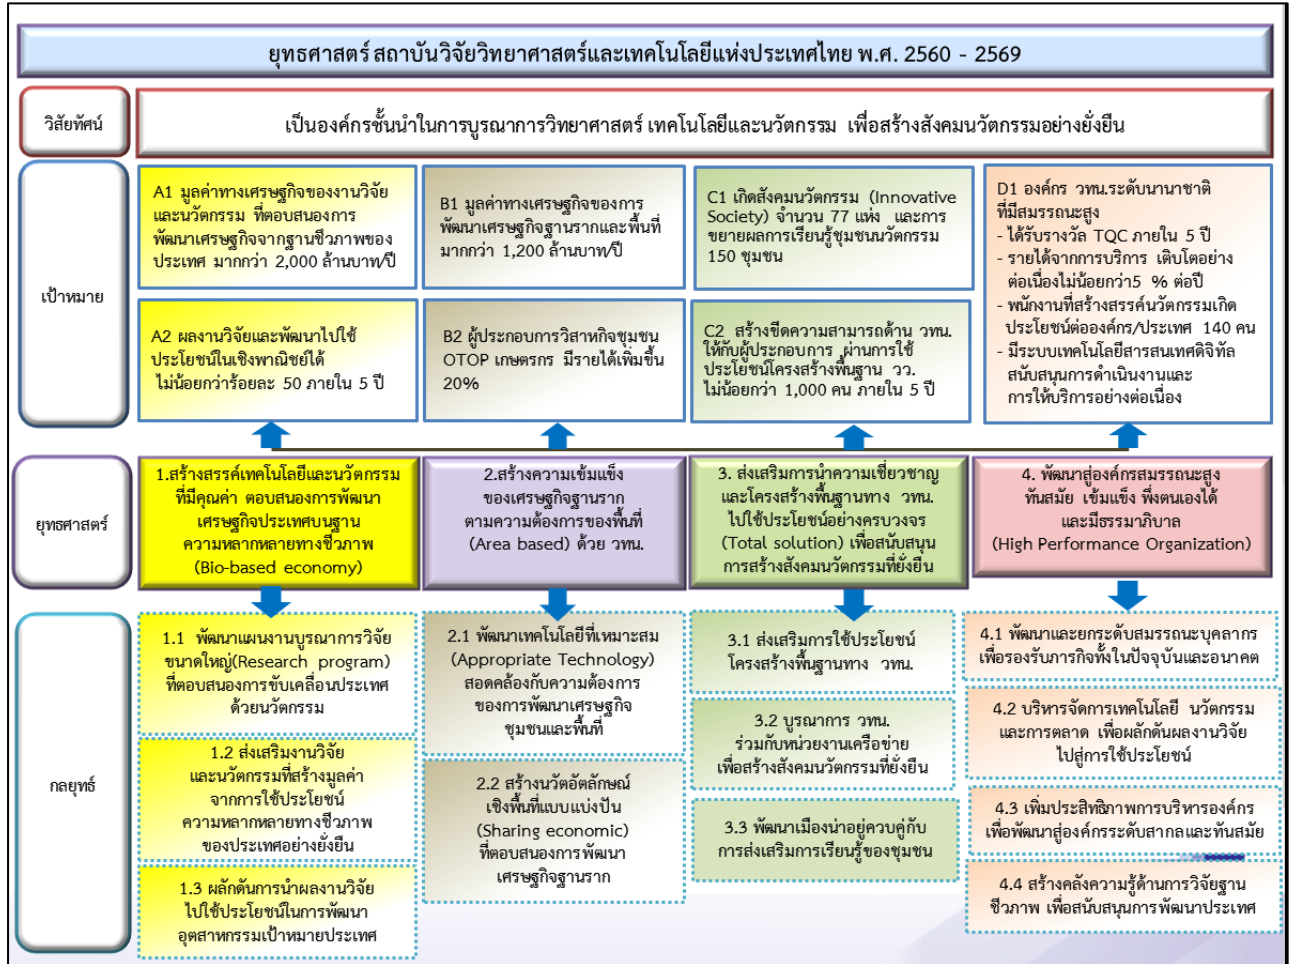 ยุทธศาสตร์ สถาบันวิจัยวิทยาศาสตร์และเทคโนโลยีแห่งประเทศไทย พ.ศ. 2560 - 2569
วิสัยทัศน์
เป็นองค์กรชั้นนำในการบูรณาการวิทยาศาสตร์ เทคโนโลยีและนวัตกรรม เพื่อสร้างสังคมนวัตกรรมอย่างยั่งยืน
เป้าหมาย
A1 มูลค่าทางเศรษฐกิจของงานวิจัย
และนวัตกรรม ที่ตอบสนองการ
พัฒนาเศรษฐกิจจากฐานชีวภาพของ
ประเทศ มากกว่า 2,000 ล้านบาท/ปี
B1 มูลค่าทางเศรษฐกิจของการ
พัฒนาเศรษฐกิจฐานรากและพื้นที่
มากกว่า 1,200 ล้านบาท/ปี
C1 เกิดสังคมนวัตกรรม (Innovative
Society) จำนวน 77 แห่ง และการ
ขยายผลการเรียนรู้ชุมชนนวัตกรรม
150 ชุมชน
D1 องค์กร วทน.ระดับนานาชาติ
ที่มีสมรรถนะสูง
- ได้รับรางวัล TQC ภายใน 5 ปี
- รายได้จากการบริการ เติบโตอย่าง
ต่อเนื่องไม่น้อยกว่า5 % ต่อปี
- พนักงานที่สร้างสรรค์นวัตกรรมเกิด
ประโยชน์ต่อองค์กร/ประเทศ 140 คน
- มีระบบเทคโนโลยีสารสนเทศดิจิทัล
สนับสนุนการดำเนินงานและ
การให้บริการอย่างต่อเนื่อง
A2 ผลงานวิจัยและพัฒนาไปใช้
ประโยชน์ในเชิงพาณิชย์ได้
ไม่น้อยกว่าร้อยละ 50 ภายใน 5 ปี
B2 ผู้ประกอบการวิสาหกิจชุมชน
OTOP เกษตรกร มีรายได้เพิ่มขึ้น
20%
C2 สร้างขีดความสามารถด้าน วทน.
ให้กับผู้ประกอบการ ผ่านการใช้
ประโยชน์โครงสร้างพื้นฐาน วว.
ไม่น้อยกว่า 1,000 คน ภายใน 5 ปี
ยุทธศาสตร์
1.สร้างสรรค์เทคโนโลยีและนวัตกรรม
ที่มีคุณค่า ตอบสนองการพัฒนา
เศรษฐกิจประเทศบนฐาน
ความหลากหลายทางชีวภาพ
(Bio-based economy)
2.สร้างความเข้มแข็ง
ของเศรษฐกิจฐานราก
ตามความต้องการของพื้นที่
(Area based) ด้วย วทน.
3. ส่งเสริมการนำความเชี่ยวชาญ
และโครงสร้างพื้นฐานทาง วทน.
ไปใช้ประโยชน์อย่างครบวงจร
(Total solution) เพื่อสนับสนุน
การสร้างสังคมนวัตกรรมที่ยั่งยืน
4. พัฒนาสู่องค์กรสมรรถนะสูง
ทันสมัย เข้มแข็ง พึ่งตนเองได้
และมีธรรมาภิบาล
(High Performance Organization)
กลยุทธ์
1.1 พัฒนาแผนงานบูรณาการวิจัย
ขนาดใหญ่(Research program)
ที่ตอบสนองการขับเคลื่อนประเทศ
ด้วยนวัตกรรม
1.2 ส่งเสริมงานวิจัย
และนวัตกรรมที่สร้างมูลค่า
จากการใช้ประโยชน์
ความหลากหลายทางชีวภาพ
ของประเทศอย่างยั่งยืน
1.3 ผลักดันการนำผลงานวิจัย
ไปใช้ประโยชน์ในการพัฒนา
อุตสาหกรรมเป้าหมายประเทศ
2.1 พัฒนาเทคโนโลยีที่เหมาะสม
(Appropriate Technology)
สอดคล้องกับความต้องการ
ของการพัฒนาเศรษฐกิจ
ชุมชนและพื้นที่
2.2 สร้างนวัตอัตลักษณ์
เชิงพื้นที่แบบแบ่งปัน
(Sharing economic)
ที่ตอบสนองการพัฒนา
เศรษฐกิจฐานราก
3.1 ส่งเสริมการใช้ประโยชน์
โครงสร้างพื้นฐานทาง วทน.
3.2 บูรณาการ วทน.
ร่วมกับหน่วยงานเครือข่าย
เพื่อสร้างสังคมนวัตกรรมที่ยั่งยืน
3.3 พัฒนาเมืองน่าอยู่ควบคู่กับ
การส่งเสริมการเรียนรู้ของชุมชน
4.1 พัฒนาและยกระดับสมรรถนะบุคลากร
เพื่อรองรับภารกิจทั้งในปัจจุบันและอนาคต
4.2 บริหารจัดการเทคโนโลยี นวัตกรรม
และการตลาด เพื่อผลักดันผลงานวิจัย
ไปสู่การใช้ประโยชน์
4.3 เพิ่มประสิทธิภาพการบริหารองค์กร
เพื่อพัฒนาสู่องค์กรระดับสากลและทันสมัย
4.4 สร้างคลังความรู้ด้านการวิจัยฐาน
ชีวภาพ เพื่อสนับสนุนการพัฒนาประเทศ